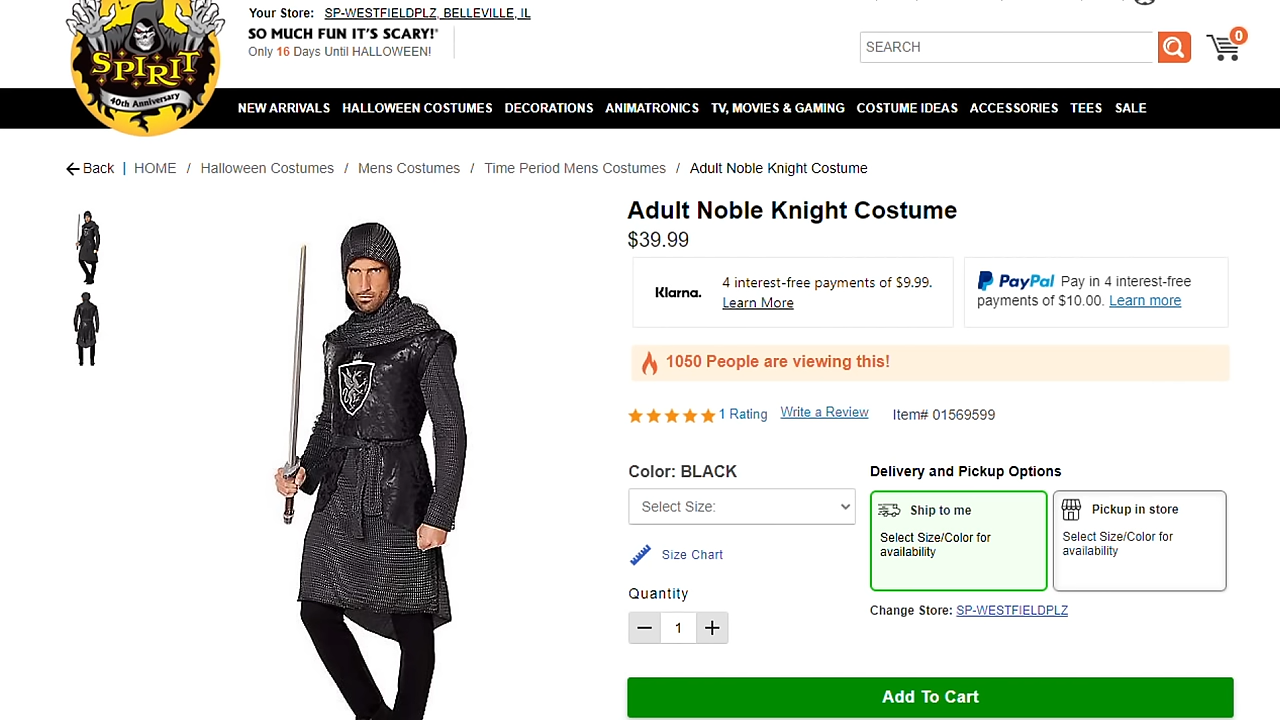 SPIRIT
40th Anniversary
Your Store: SP-WESTFIELDPLZ, BELLEVILLE, IL
SO MUCH FUN IT'S SCARY!
Only 16 Days Until HALLOWEEN!
SEARCH
0
NEW ARRIVALS HALLOWEEN COSTUMES DECORATIONS ANIMATRONICS TV, MOVIES & GAMING COSTUME IDEAS ACCESSORIES TEES SALE
Back | HOME / Halloween Costumes / Mens Costumes / Time Period Mens Costumes / Adult Noble Knight Costume
Adult Noble Knight Costume
$39.99
Klarna.
4 interest-free payments of $9.99.
Learn More
PayPal Pay in 4 interest-free
payments of $10.00. Learn more
1050 People are viewing this!
1 Rating Write a Review Item# 01569599
Color: BLACK
Select Size:
Size Chart
Quantity
1
Delivery and Pickup Options
Ship to me
Select Size/Color for
availability
Pickup in store
Select Size/Color for
availability
Change Store: SP-WESTFIELDPLZ
Add To Cart